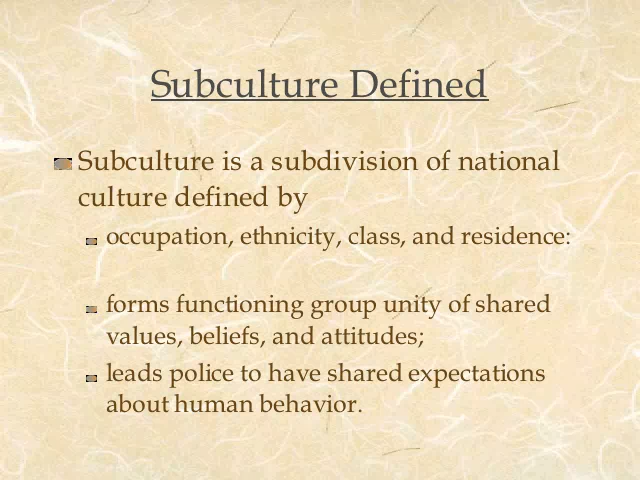 Subculture Defined
Subculture is a subdivision of national
culture defined by
occupation, ethnicity, class, and residence:
forms functioning group unity of shared
values, beliefs, and attitudes;
leads police to have shared expectations
about human behavior.